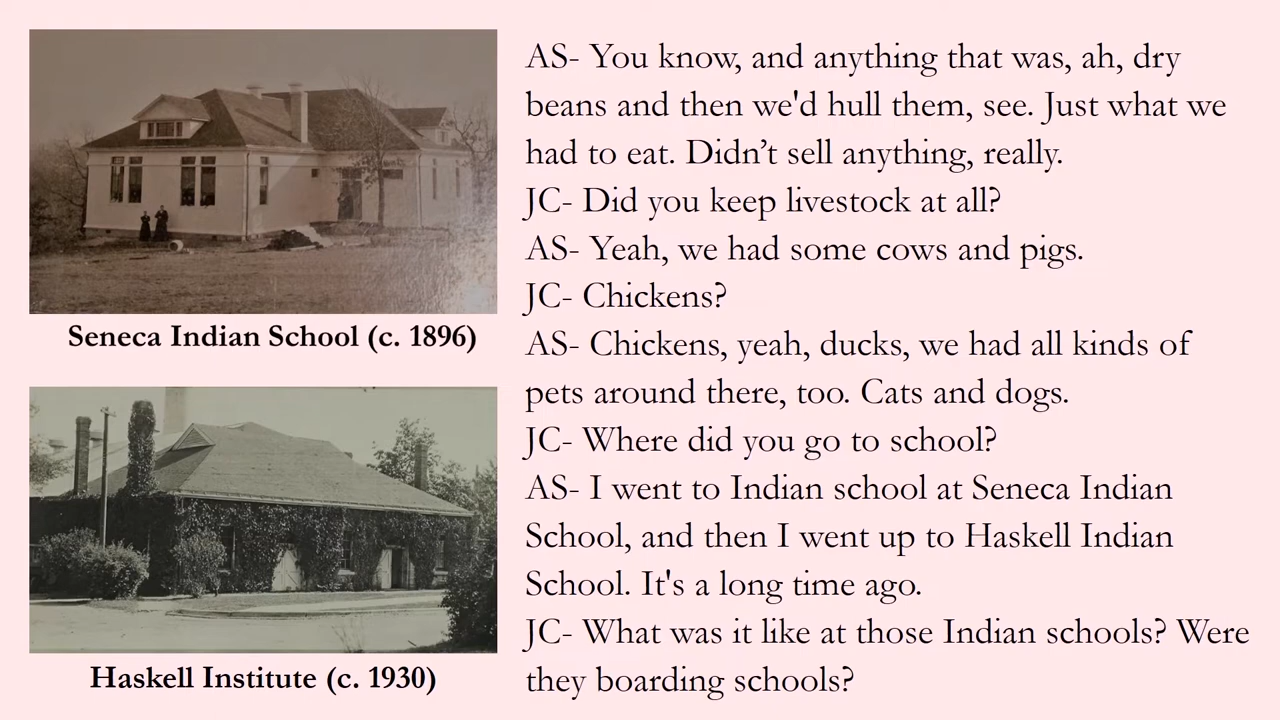 Seneca Indian School (c. 1896)
Haskell Institute (c. 1930)
AS- You know, and anything that was, ah, dry
beans and then we'd hull them, see. Just what we
had to eat. Didn’t sell anything, really.
JC- Did you keep livestock at all?
AS- Yeah, we had some cows and pigs.
JC- Chickens?
AS- Chickens, yeah, ducks, we had all kinds of
pets around there, too. Cats and dogs.
JC- Where did you go to school?
AS- I went to Indian school at Seneca Indian
School, and then I went up to Haskell Indian
School. It's a long time ago.
JC- What was it like at those Indian schools? Were
they boarding schools?